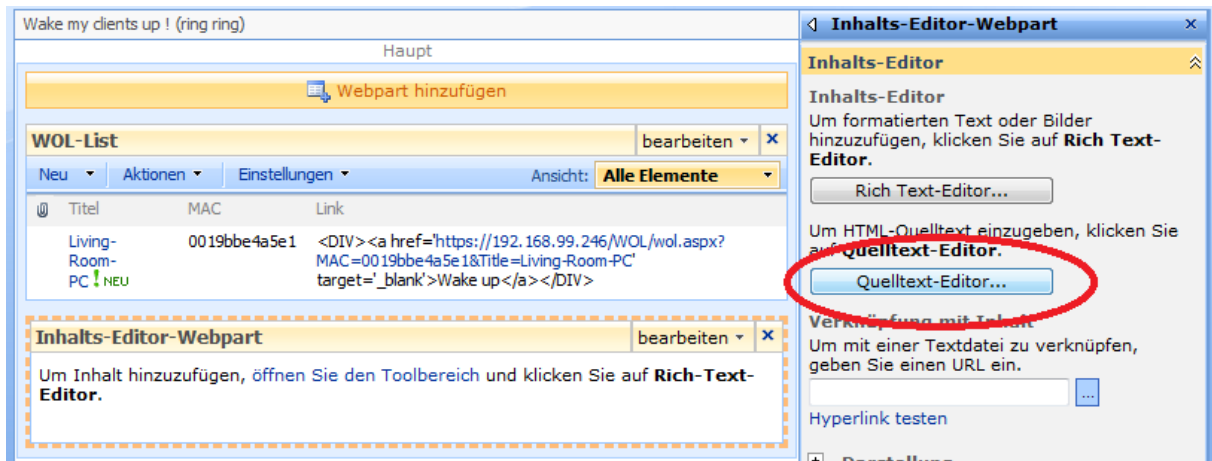 Wake my clients up ! (ring ring)
Haupt
Webpart hinzufügen
WOL-List
bearbeiten
Neu Aktionen Einstellungen Ansicht: Alle Elemente
Titel MAC Link
Living-
Room-
PC ! NEU
0019bbe4a5e1
<DIV><a href='https://192.168.99.246/WOL/wol.aspx?
MAC=0019bbe4a5e1&Title=Living-Room-PC'
target='_blank'>Wake up</a></DIV>
Inhalts-Editor-Webpart
bearbeiten
Um Inhalt hinzuzufügen, öffnen Sie den Toolbereich und klicken Sie auf Rich-Text-
Editor.
Inhalts-Editor-Webpart
Inhalts-Editor
Inhalts-Editor
Um formatierten Text oder Bilder
hinzuzufügen, klicken Sie auf Rich Text-
Editor.
Rich Text-Editor...
Um HTML-Quelltext einzugeben, klicken Sie
auf Quelltext-Editor.
Quelltext-Editor...
Verknüpfung mit Inhalt
Um mit einer Textdatei zu verknüpfen,
geben Sie einen URL ein.
...
Hyperlink testen
Darstellung